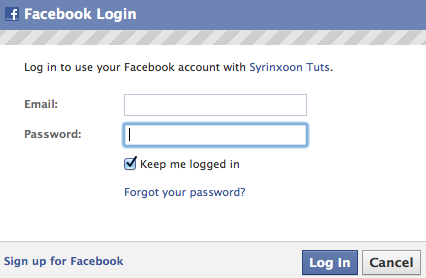 Facebook Login
Log in to use your Facebook account with Syrinxoon Tuts.
Email:
Password:
Keep me logged in
Forgot your password?
Sign up for Facebook
Log In
Cancel